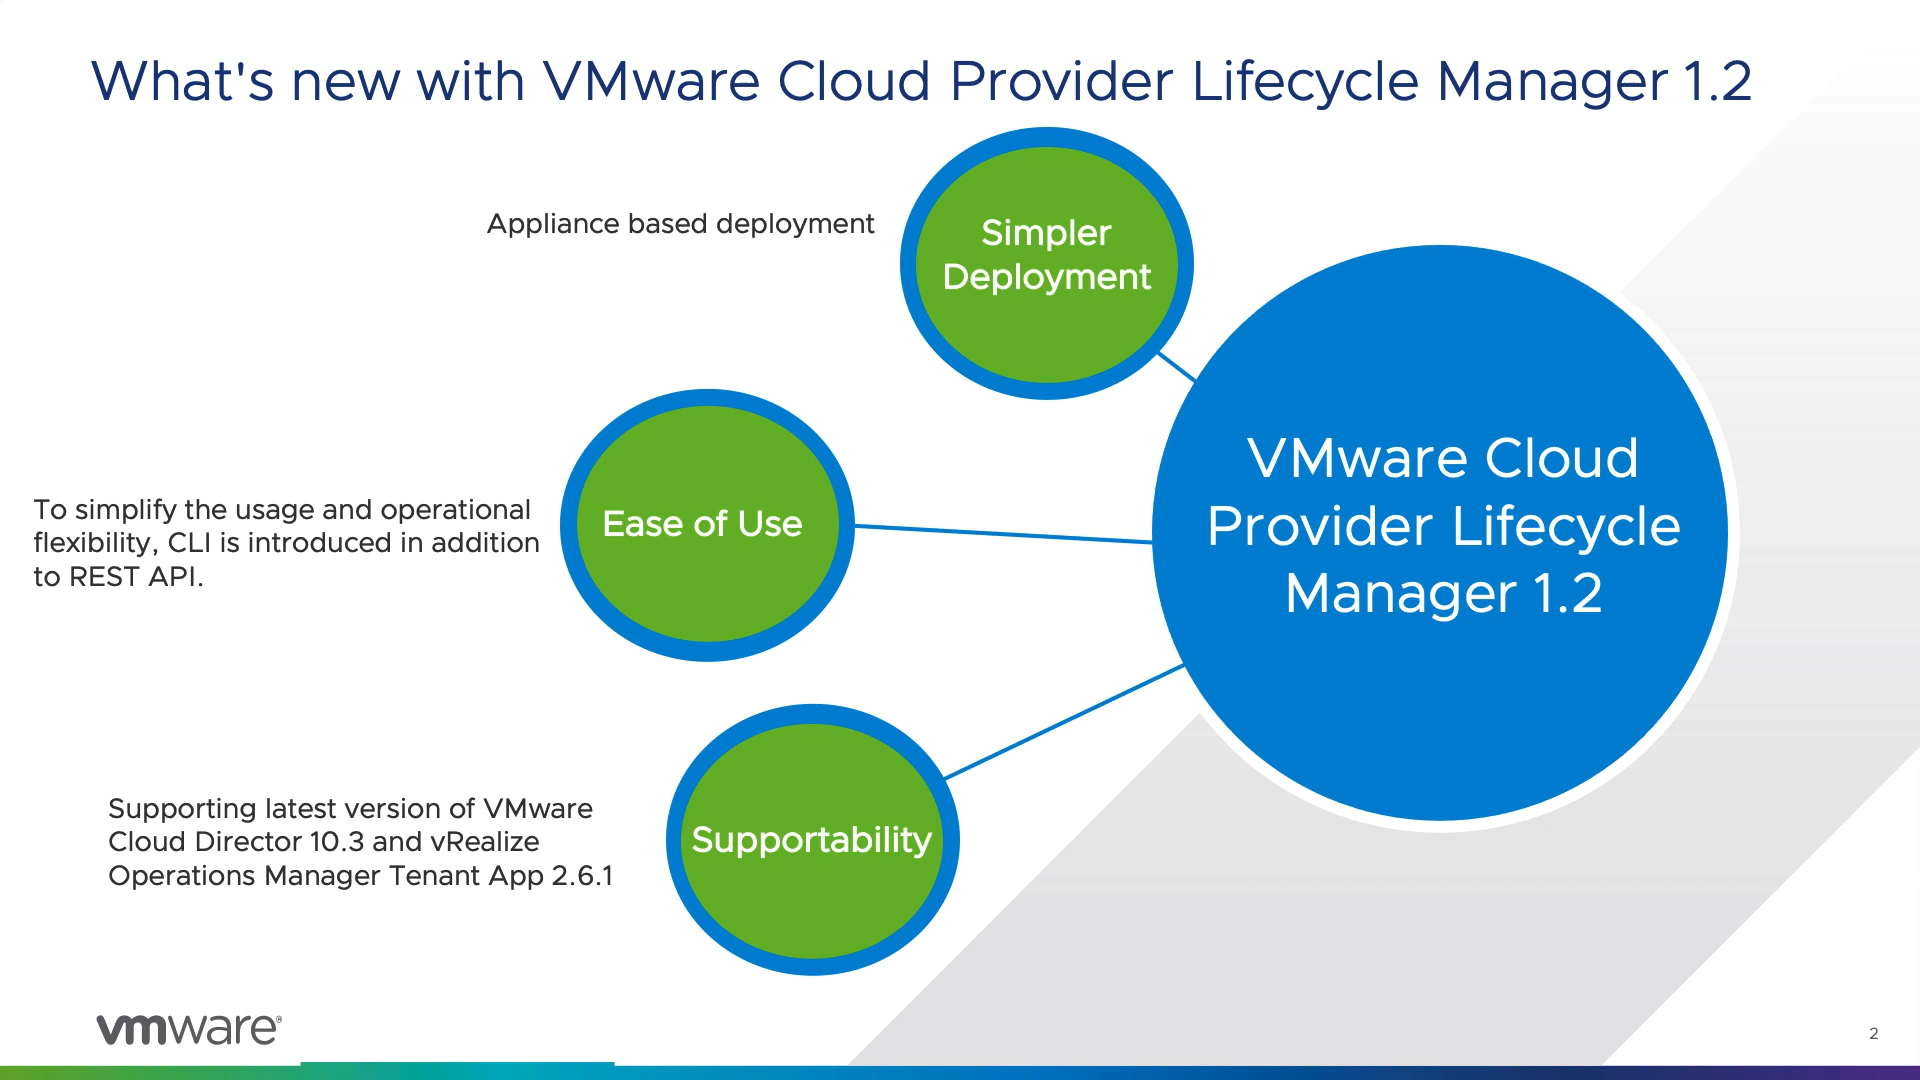 What's new with VMware Cloud Provider Lifecycle Manager 1.2
Appliance based deployment
Simpler
Deployment
To simplify the usage and operational
flexibility, CLI is introduced in addition
to REST API.
Ease of Use
VMware Cloud
Provider Lifecycle
Manager 1.2
Supporting latest version of VMware
Cloud Director 10.3 and vRealize
Operations Manager Tenant App 2.6.1
Supportability
vmware®
2